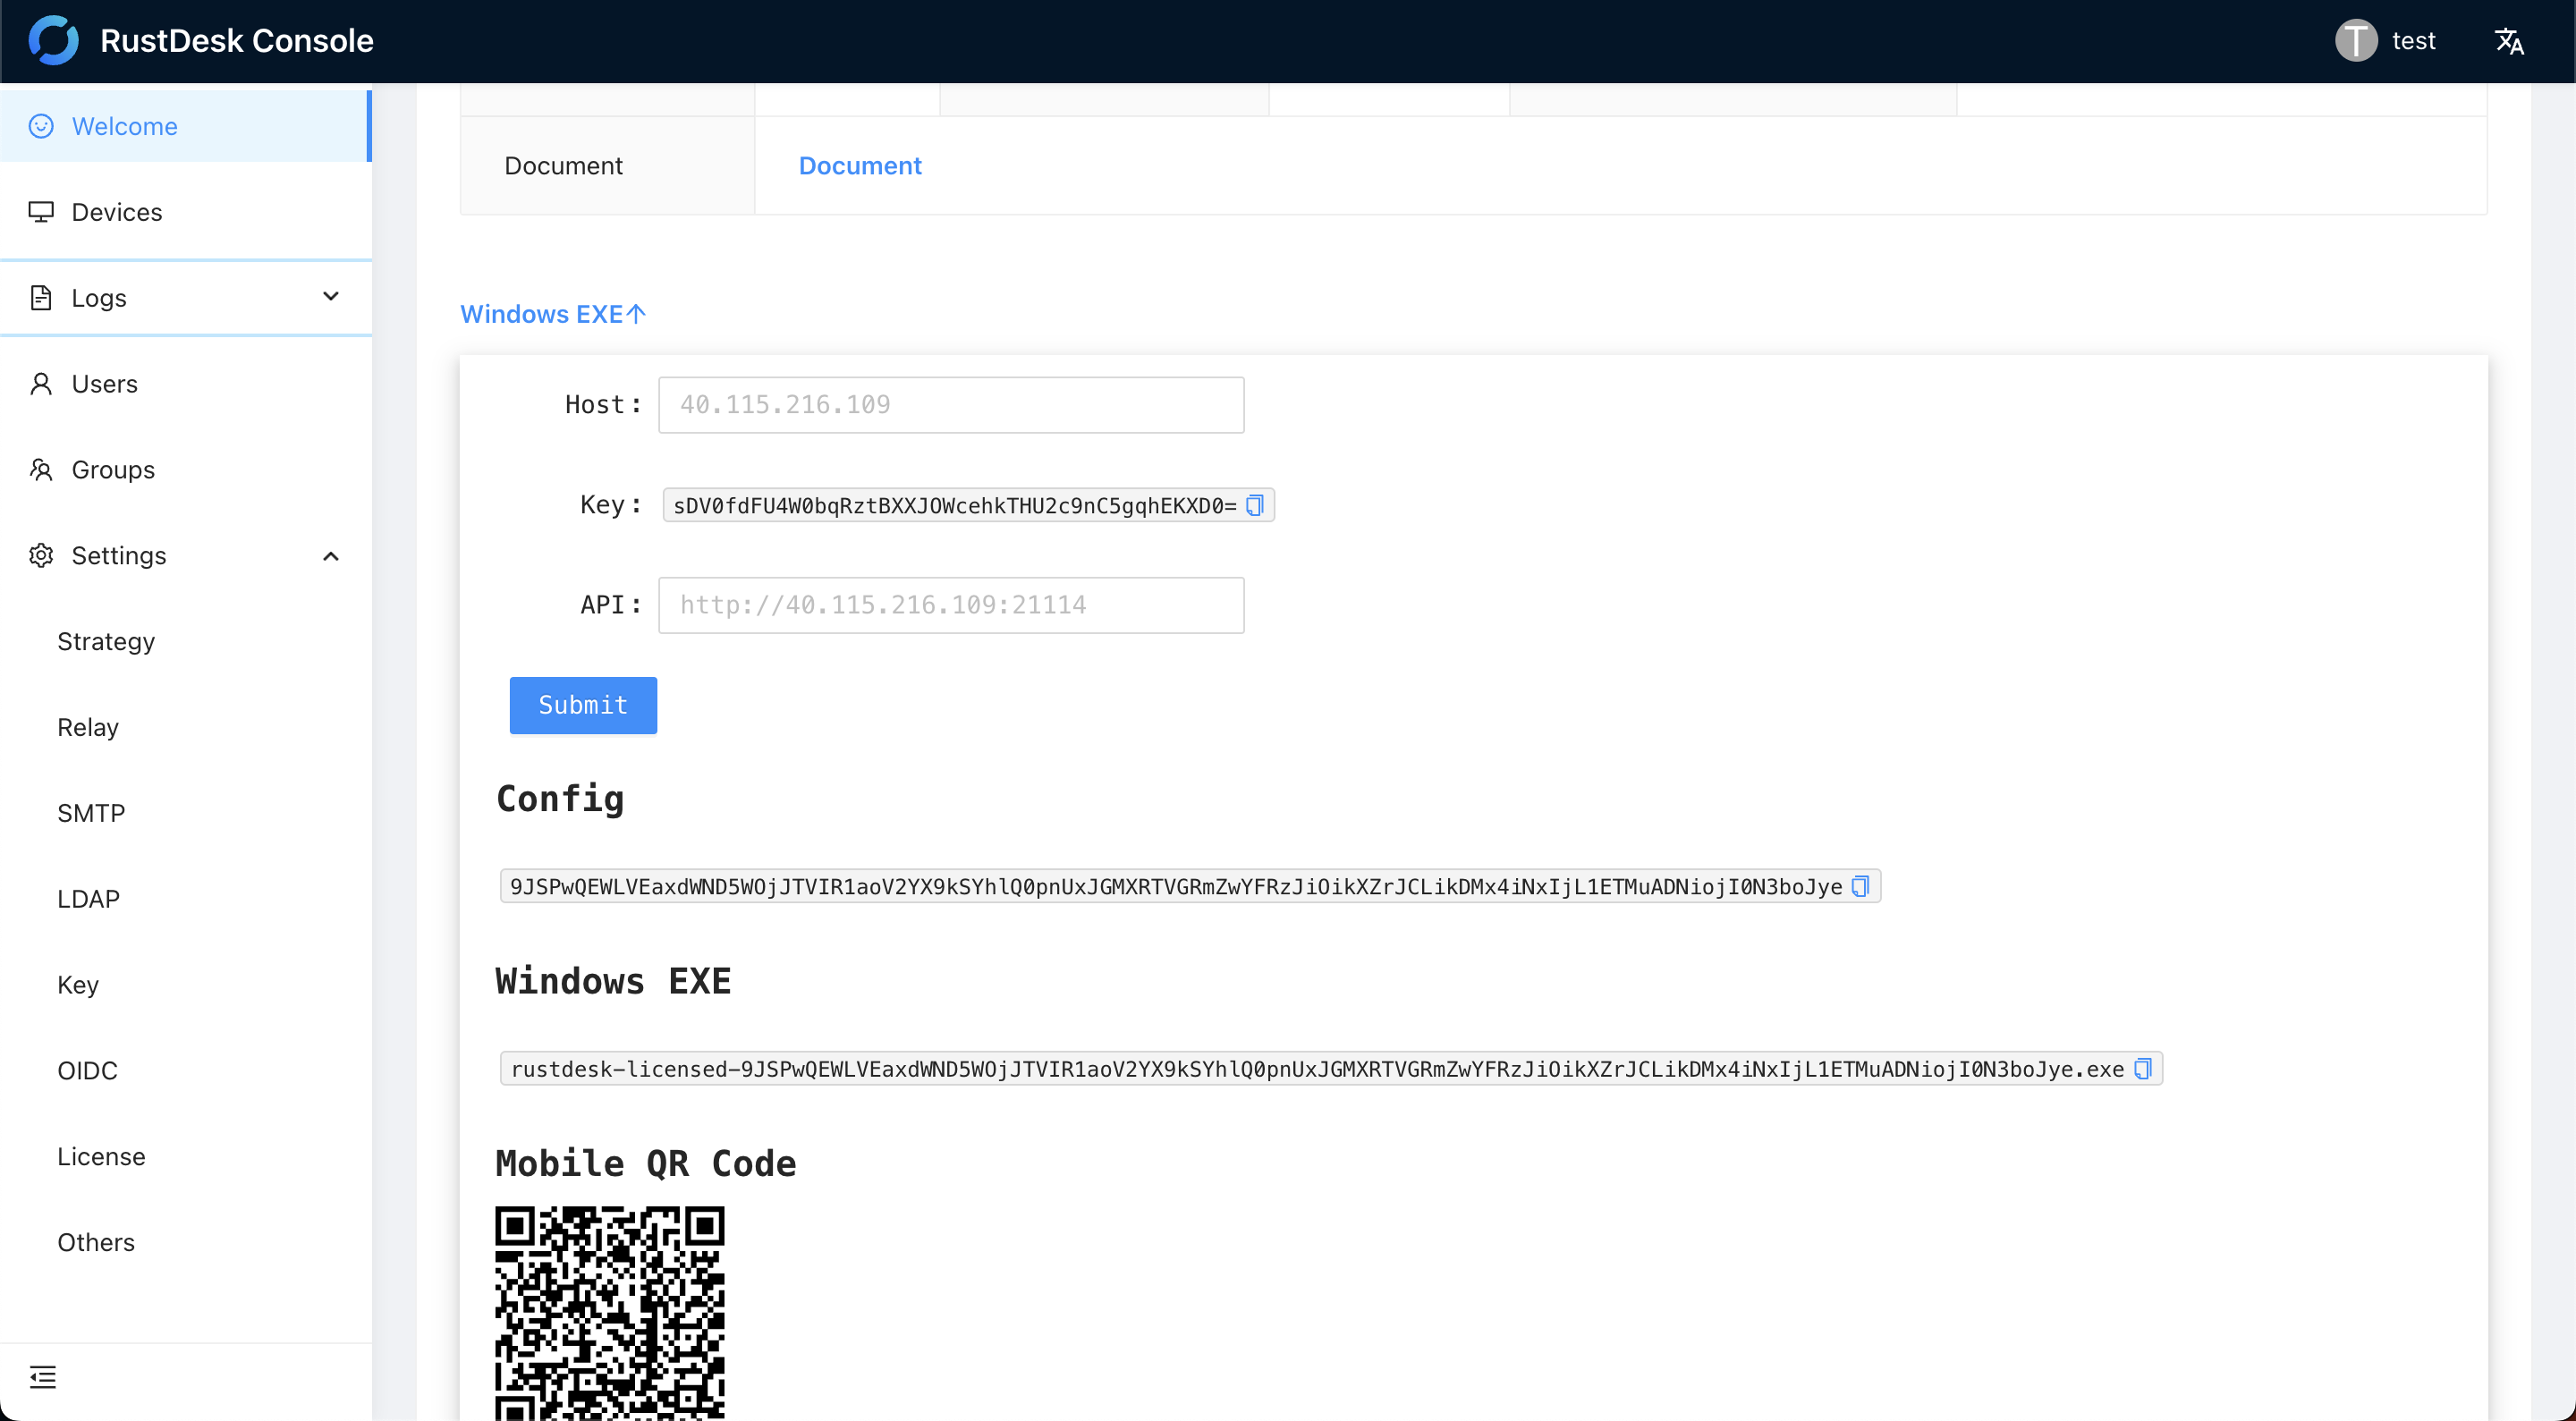 RustDesk Console
T test
Welcome
Devices
Logs
Users
Groups
Settings
Strategy
Relay
SMTP
LDAP
Key
OIDC
License
Others
Document Document
Windows EXE↑
Host: 40.115.216.109
Key: sDV0fdFU4W0bqRztBXXJOWcehkTHU2c9nC5gqhEKXD0=
API: http://40.115.216.109:21114
Submit
Config
9JSPwQEWLVEaxdWND5WOjJTVIR1aoV2YX9kSYhlQ0pnUxJGMXRTVGRmZwYFRzJiOikXZrJCLikDMx4iNxIjL1ETMuADNiojI0N3boJye
Windows EXE
rustdesk-licensed-9JSPwQEWLVEaxdWND5WOjJTVIR1aoV2YX9kSYhlQ0pnUxJGMXRTVGRmZwYFRzJiOikXZrJCLikDMx4iNxIjL1ETMuADNiojI0N3boJye.exe
Mobile QR Code